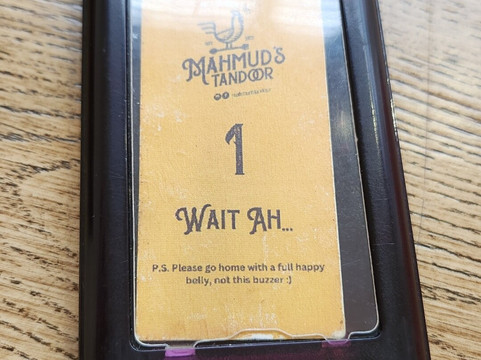 MAHMUD'S
TANDOOR
1
WAIT AH...
P.S. Please go home with a full happy
belly, not this buzzer :)